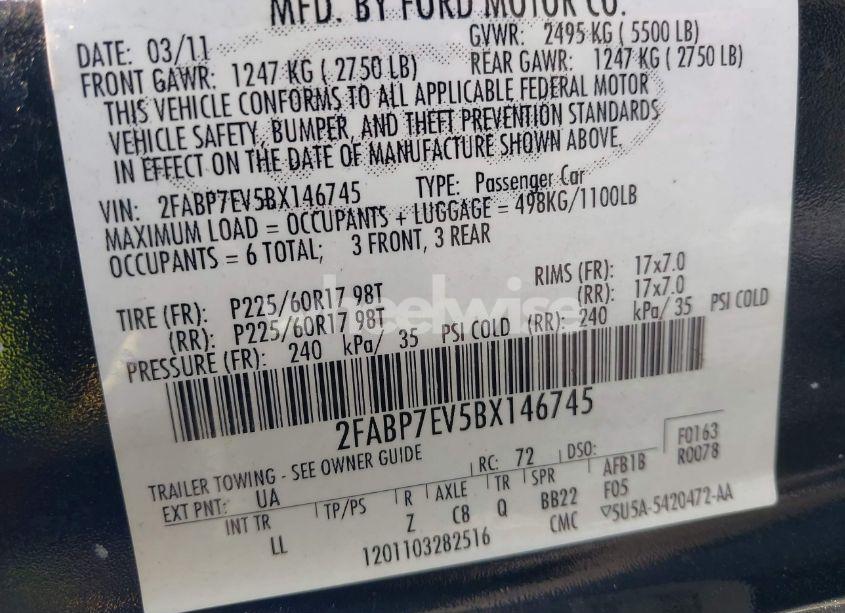 MFD. BY FORD MOTOR CO.
DATE: 03/11 GVWR: 2495 KG ( 5500 LB)
FRONT GAWR: 1247 KG ( 2750 LB) REAR GAWR: 1247 KG ( 2750 LB)
THIS VEHICLE CONFORMS TO ALL APPLICABLE FEDERAL MOTOR
VEHICLE SAFETY, BUMPER, AND THEFT PREVENTION STANDARDS
IN EFFECT ON THE DATE OF MANUFACTURE SHOWN ABOVE.
VIN: 2FABP7EV5BX146745 TYPE: Passenger Car
MAXIMUM LOAD = OCCUPANTS + LUGGAGE = 498KG/1100LB
OCCUPANTS = 6 TOTAL; 3 FRONT, 3 REAR
TIRE (FR): P225/60R17 98T RIMS (FR): 17x7.0
(RR): P225/60R17 98T (RR): 17x7.0
PRESSURE (FR): 240 kPa/ 35 PSI COLD (RR): 240 kPa/ 35 PSI COLD
wheelwise
2FABP7EV5BX146745
TRAILER TOWING - SEE OWNER GUIDE
EXT PNT: UA RC: 72 DSO: AFB1B F0163
F05 R0078
INT TR TP/PS R AXLE TR SPR
LL Z C8 Q BB22
CMC ▽5U5A-5420472-AA
1201103282516